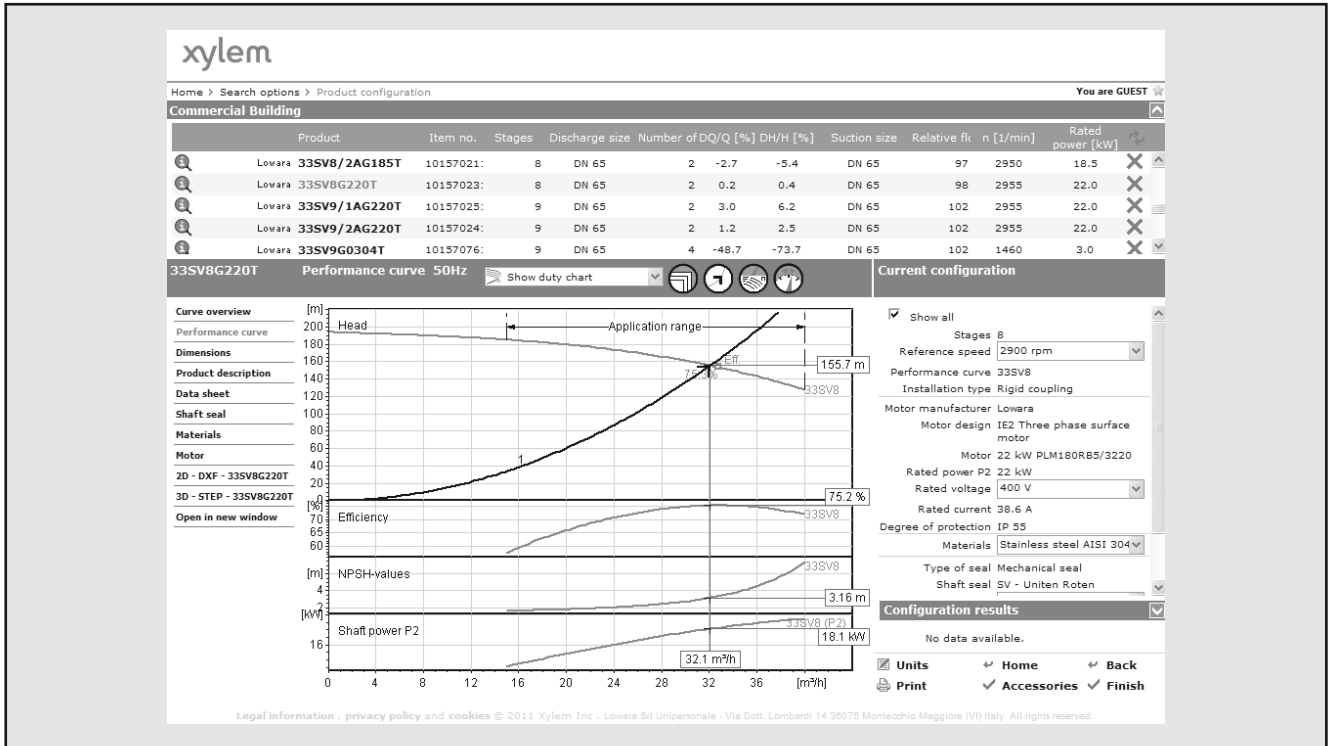 xylem
Home > Search options > Product configuration You are GUEST
Commercial Building
Product Item no. Stages Discharge size Number of DQ/Q [%] DH/H [%] Suction size Relative flo n [1/min] Rated power [kW]
Lowara 33SV8/2AG185T 10157021: 8 DN 65 2 -2.7 -5.4 DN 65 97 2950 18.5
Lowara 33SV8G220T 10157023: 8 DN 65 2 0.2 0.4 DN 65 98 2955 22.0
Lowara 33SV9/1AG220T 10157025: 9 DN 65 2 3.0 6.2 DN 65 102 2955 22.0
Lowara 33SV9/2AG220T 10157024: 9 DN 65 2 1.2 2.5 DN 65 102 2955 22.0
Lowara 33SV9G0304T 10157076: 9 DN 65 4 -48.7 -73.7 DN 65 102 1460 3.0
33SV8G220T Performance curve 50Hz Show duty chart Current configuration
Curve overview
Performance curve
Dimensions
Product description
Data sheet
Shaft seal
Materials
Motor
2D - DXF - 33SV8G220T
3D - STEP - 33SV8G220T
Open in new window
[m]
200 Head Application range
180
160 Eff. 155.7 m
140 75.3%
120 33SV8
100
80
60
40 1
20
0
[%] 75.2 %
70 Efficiency 33SV8
65
60
[m] NPSH-values 33SV8
4
2 3.16 m
[kW]
Shaft power P2 33SV8 (P2)
16 18.1 kW
32.1 m³/h
0 4 8 12 16 20 24 28 32 36 [m³/h]
Show all
Stages 8
Reference speed 2900 rpm
Performance curve 33SV8
Installation type Rigid coupling
Motor manufacturer Lowara
Motor design IE2 Three phase surface
motor
Motor 22 kW PLM180RB5/3220
Rated power P2 22 kW
Rated voltage 400 V
Rated current 38.6 A
Degree of protection IP 55
Materials Stainless steel AISI 304
Type of seal Mechanical seal
Shaft seal SV - Uniten Roten
Configuration results
No data available.
Units Home Back
Print Accessories Finish
Legal information , privacy policy and cookies © 2011 Xylem Inc . Lowara Srl Unipersonale - Via Dott. Lombardi 14 36075 Montecchio Maggiore (VI) Italy. All rights reserved.